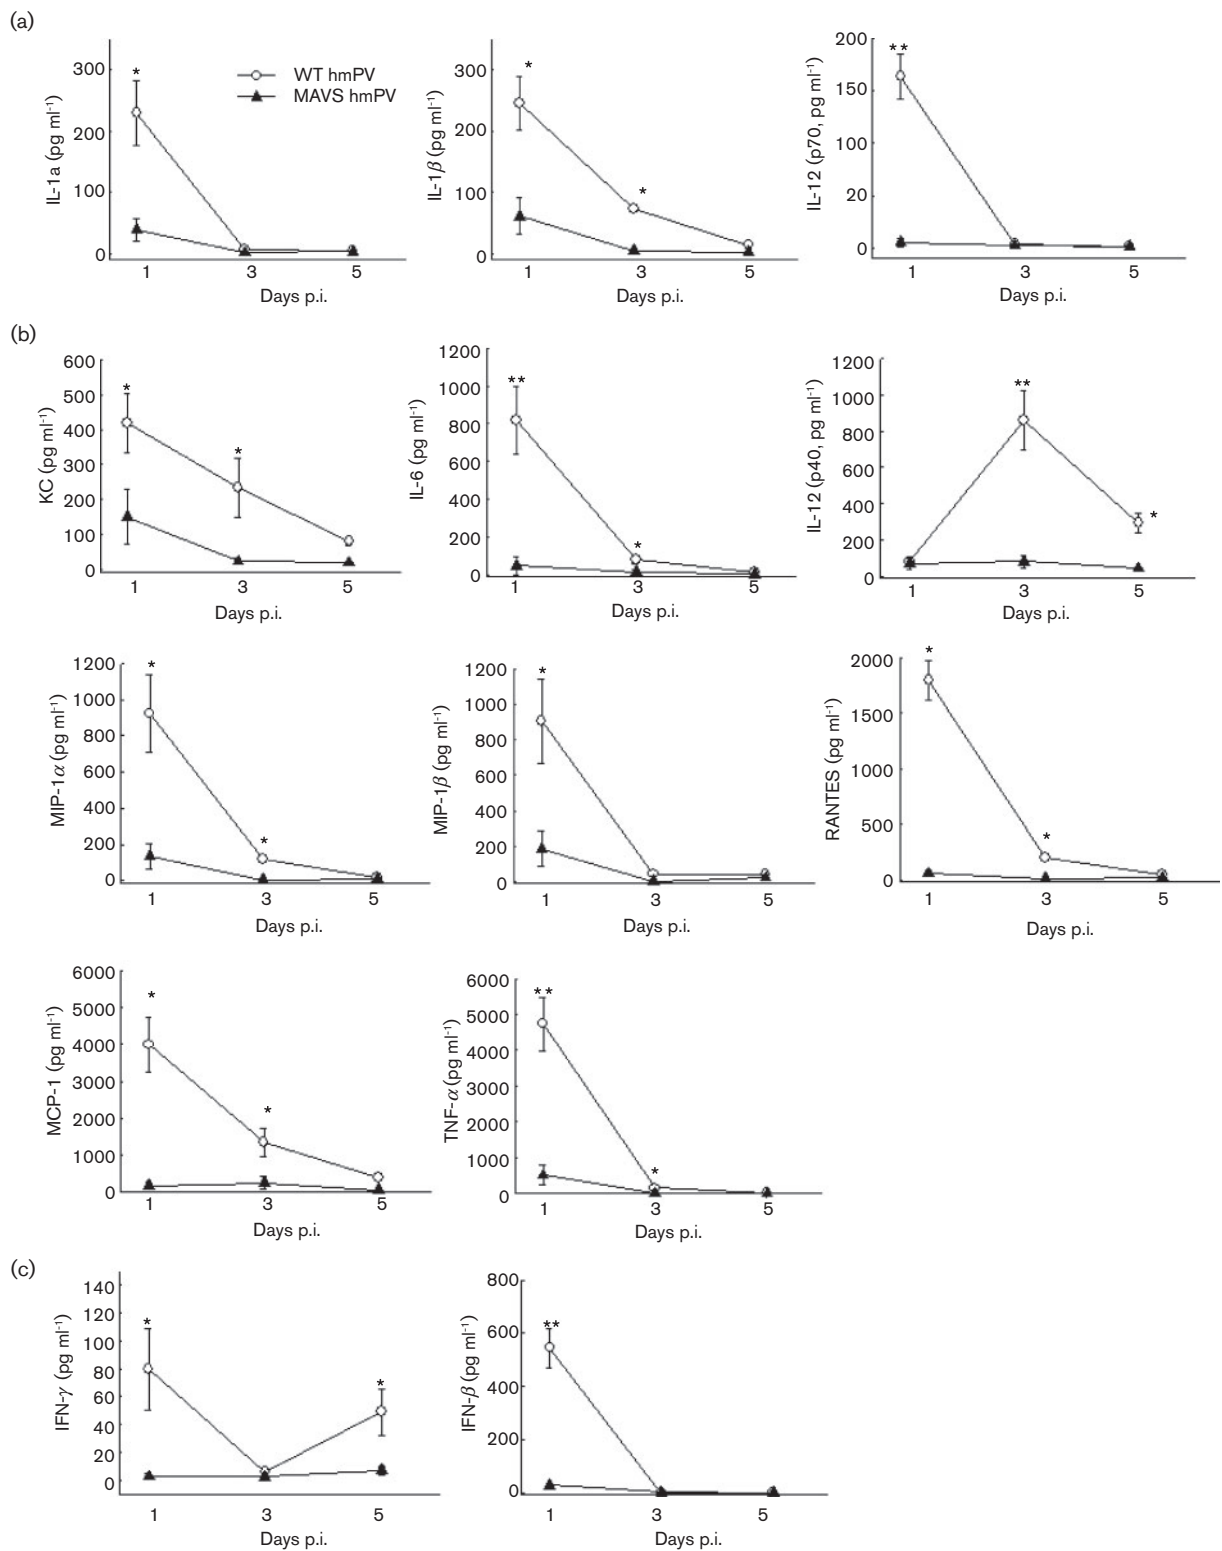 (a)
IL-1a (pg ml-1)
300
200
100
0
*
WT hmPV
MAVS hmPV
1 3 5
Days p.i.
IL-1β (pg ml-1)
300
200
100
0
*
*
1 3 5
Days p.i.
IL-12 (p70, pg ml-1)
200
150
100
20
0
**
1 3 5
Days p.i.
(b)
KC (pg ml-1)
600
500
400
300
200
100
0
*
*
1 3 5
Days p.i.
IL-6 (pg ml-1)
1200
1000
800
600
400
200
0
**
*
1 3 5
Days p.i.
IL-12 (p40, pg ml-1)
1200
1000
800
600
400
200
0
**
*
1 3 5
Days p.i.
MIP-1α (pg ml-1)
1200
1000
800
600
400
200
0
*
*
1 3 5
Days p.i.
MIP-1β (pg ml-1)
1200
1000
800
600
400
200
0
*
1 3 5
Days p.i.
RANTES (pg ml-1)
2000
1500
1000
500
0
*
*
1 3 5
Days p.i.
MCP-1 (pg ml-1)
6000
5000
4000
3000
2000
1000
0
*
*
1 3 5
Days p.i.
TNF-α (pg ml-1)
6000
5000
4000
3000
2000
1000
0
**
*
1 3 5
Days p.i.
(c)
IFN-γ (pg ml-1)
140
120
100
80
60
40
20
0
*
*
1 3 5
Days p.i.
IFN-β (pg ml-1)
800
600
400
200
0
**
1 3 5
Days p.i.